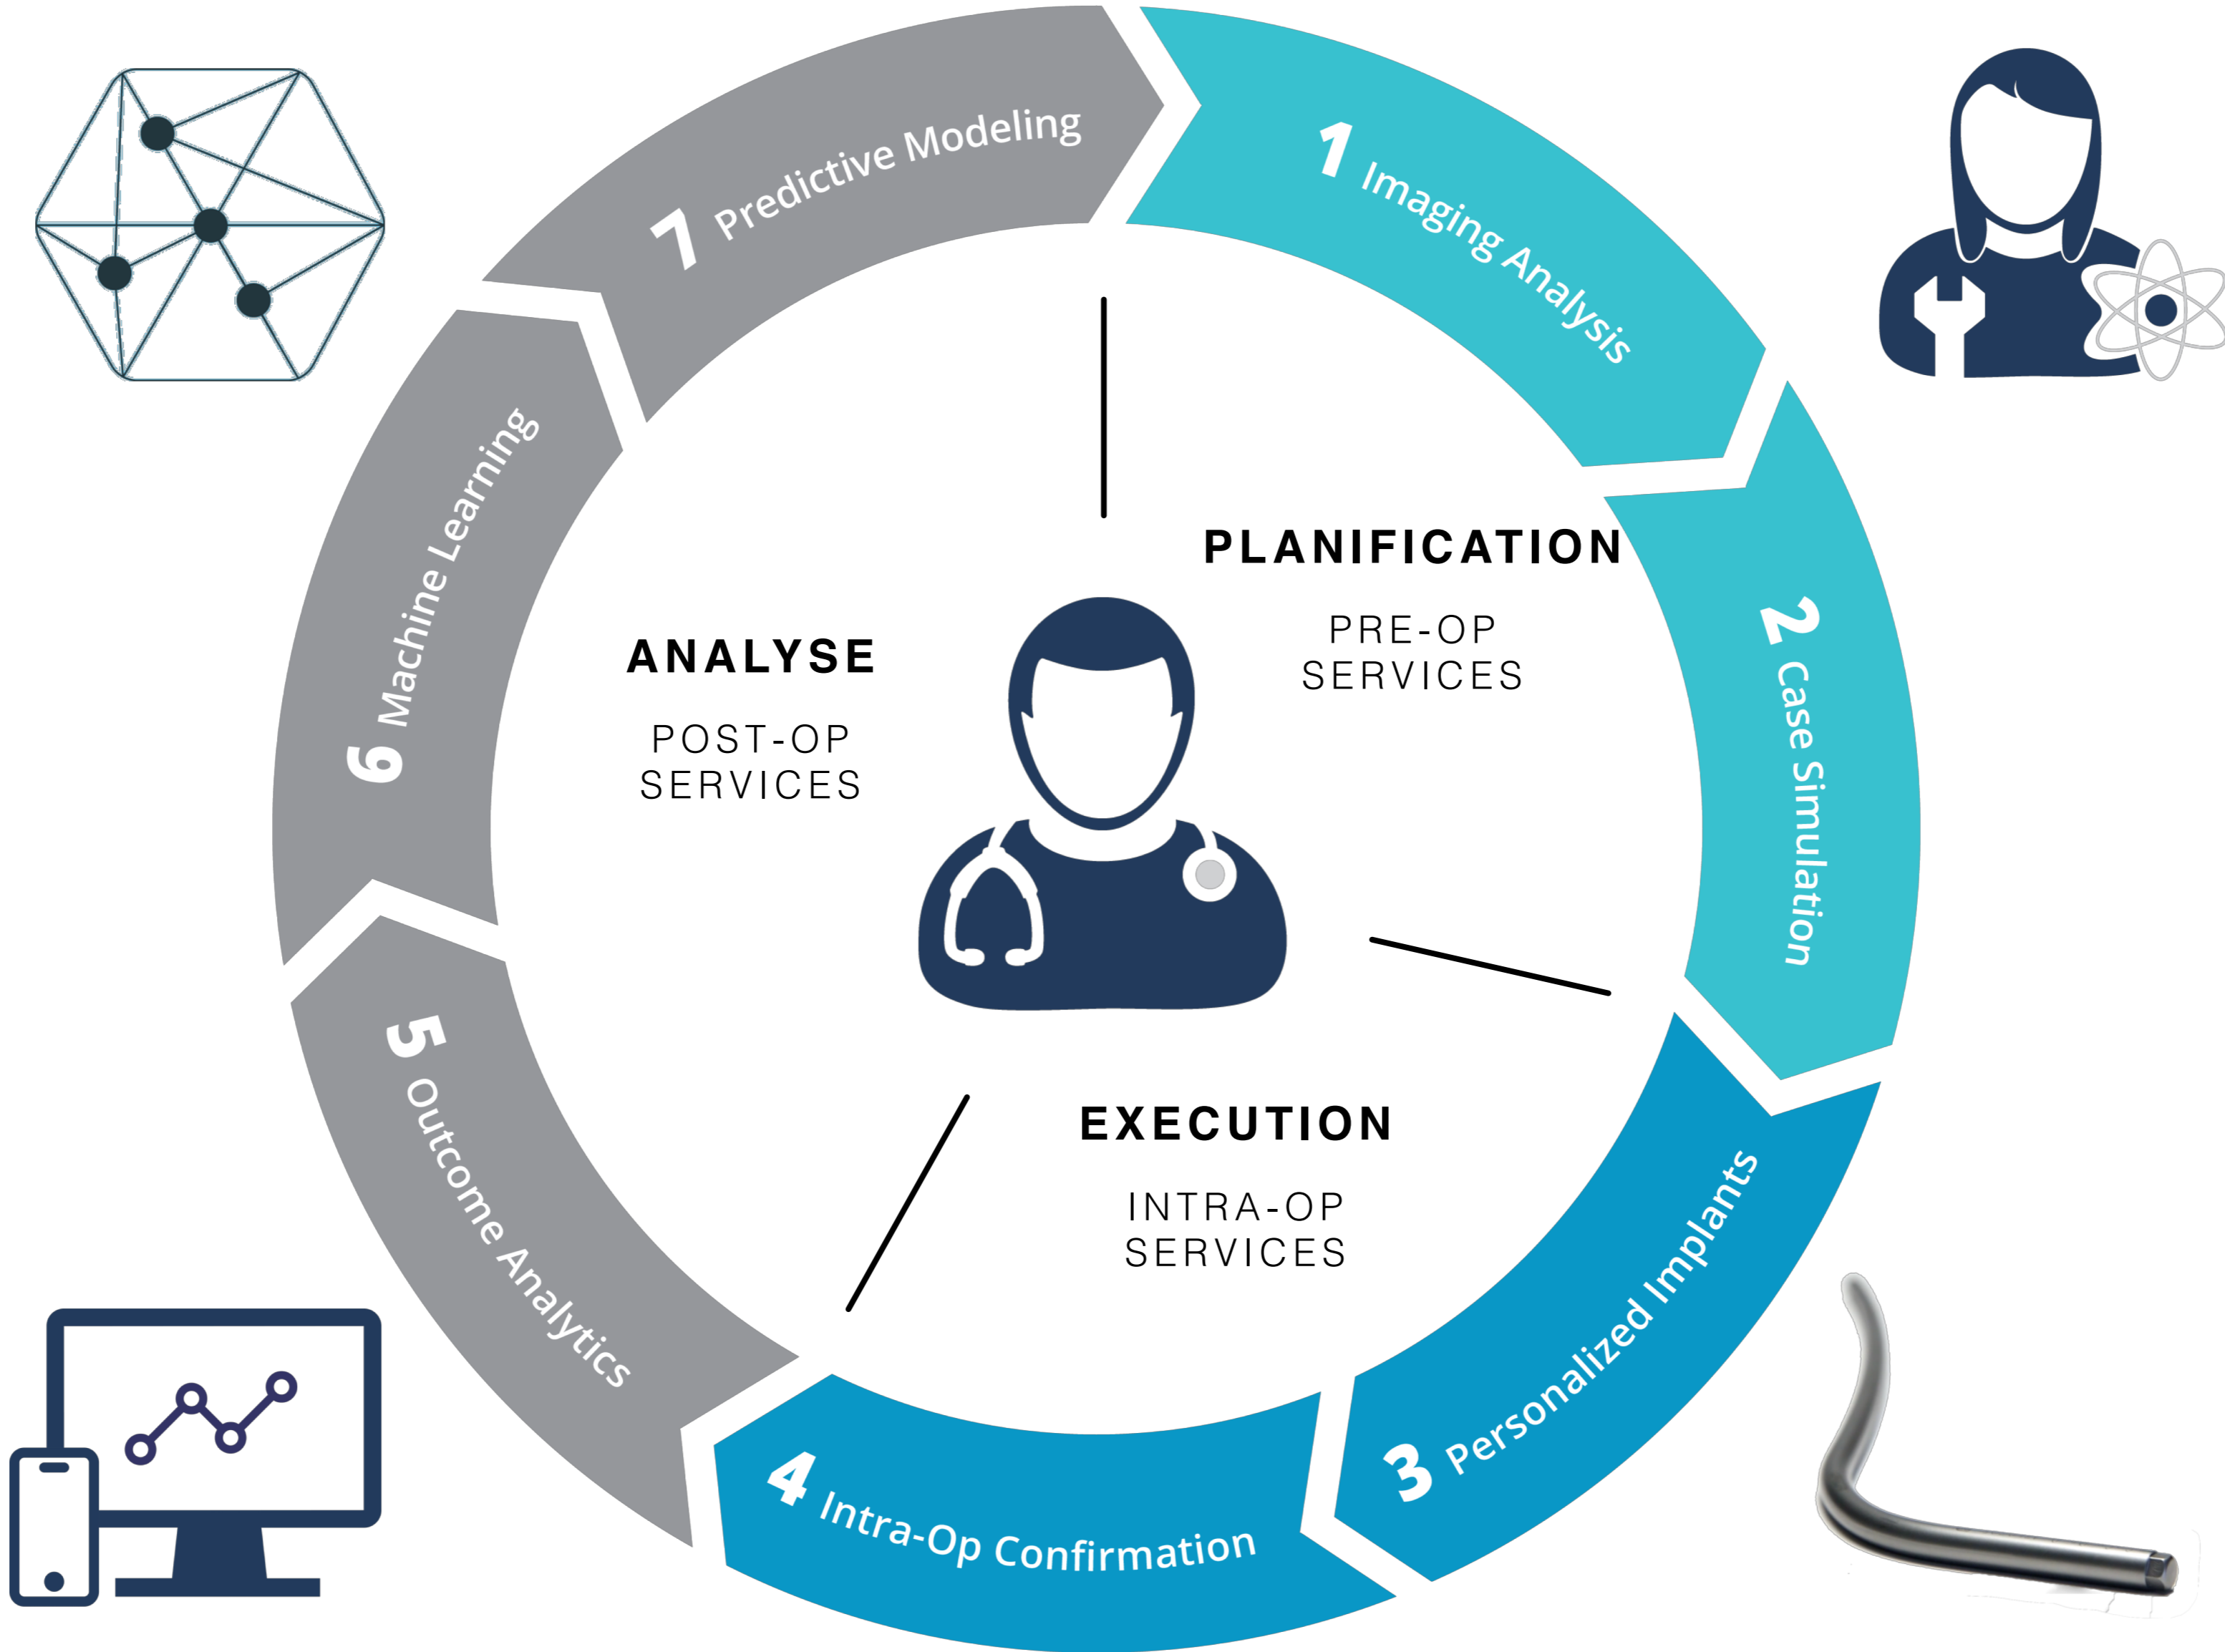 1 Imaging Analysis
2 Case Simulation
3 Personalized Implants
4 Intra-Op Confirmation
5 Outcome Analytics
6 Machine Learning
7 Predictive Modeling
PLANIFICATION
PRE-OP
SERVICES
EXECUTION
INTRA-OP
SERVICES
ANALYSE
POST-OP
SERVICES